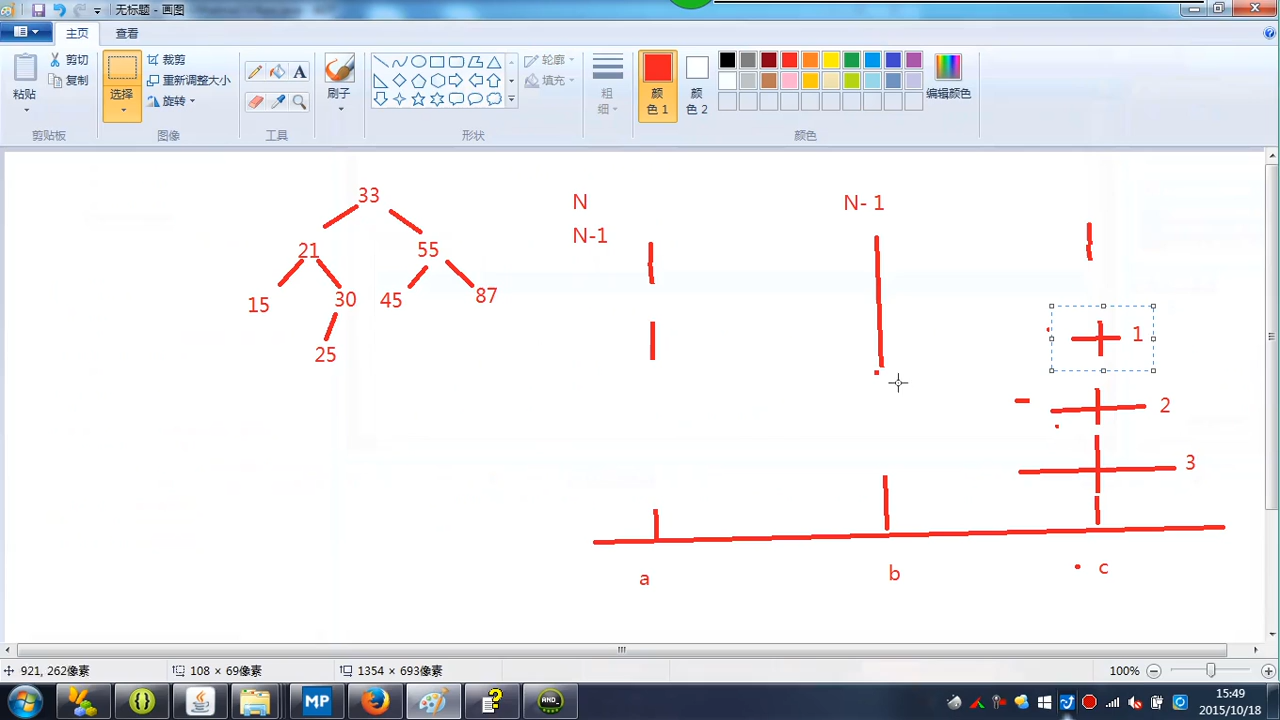 无标题 - 画图
主页
查看
粘贴
剪切
复制
剪贴板
选择
裁剪
重新调整大小
旋转
图像
A
工具
刷子
形状
轮廓
填充
粗
细
颜
色 1
颜
色 2
编辑颜色
颜色
33
21
55
15
30
45
87
25
N
N-1
N- 1
1
2
3
a
b
c
921, 262像素
108 × 69像素
1354 × 693像素
100%
MP
AND_
15:49
2015/10/18